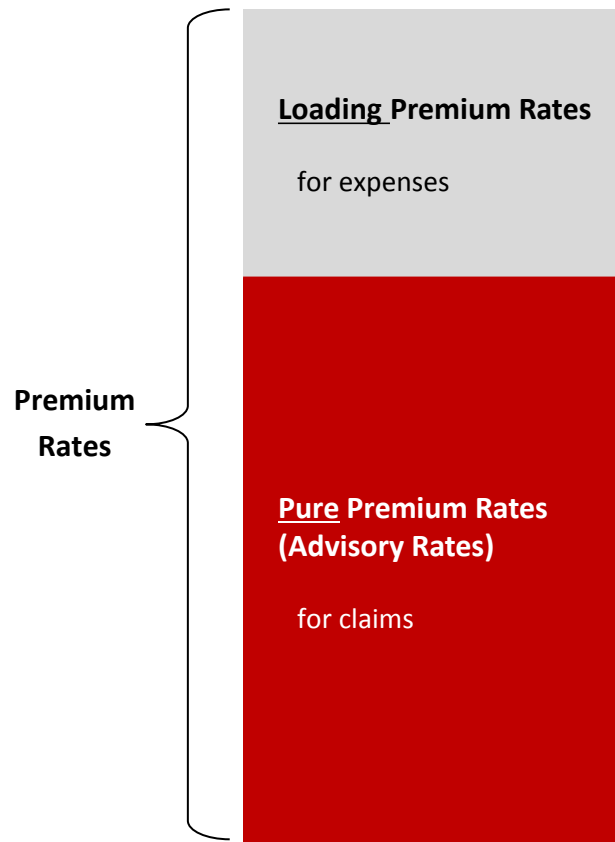 Loading Premium Rates
for expenses
Premium
Rates
Pure Premium Rates
(Advisory Rates)
for claims